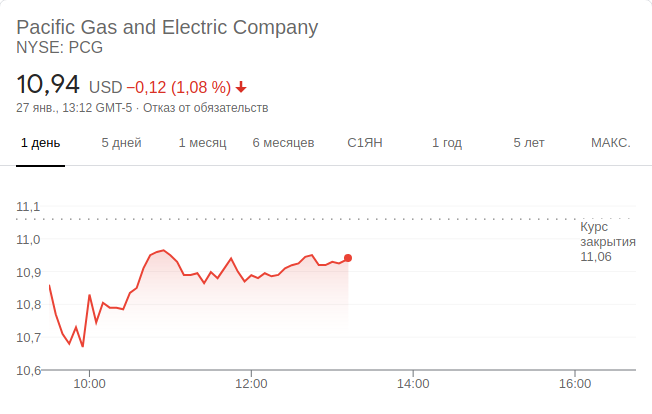 Pacific Gas and Electric Company
NYSE: PCG
10,94 USD −0,12 (1,08 %)
27 янв., 13:12 GMT-5 · Отказ от обязательств
1 день 5 дней 1 месяц 6 месяцев С1ЯН 1 год 5 лет МАКС.
11,1
Курс
закрытия
11,06
11,0
10,9
10,8
10,7
10,6
10:00 12:00 14:00 16:00